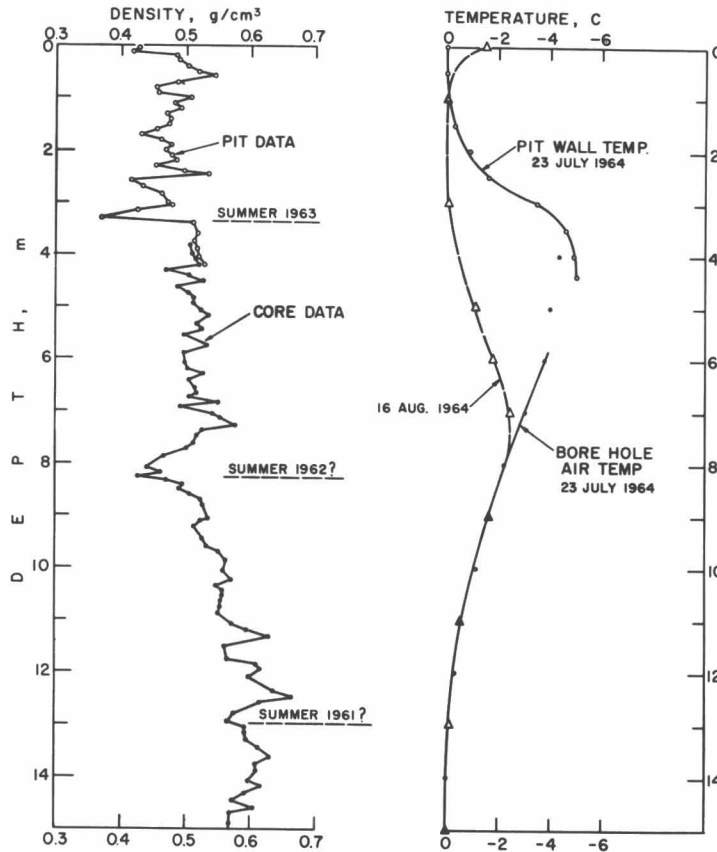 DENSITY, g/cm³
0.3 0.4 0.5 0.6 0.7
TEMPERATURE, C
0 -2 -4 -6
0
2
4
6
8
10
12
14
DEPTH, m
PIT DATA
SUMMER 1963
CORE DATA
SUMMER 1962?
SUMMER 1961?
0.3 0.4 0.5 0.6 0.7
PIT WALL TEMP.
23 JULY 1964
16 AUG. 1964
BORE HOLE
AIR TEMP
23 JULY 1964
0
2
4
6
8
10
12
14
0 -2 -4 -6